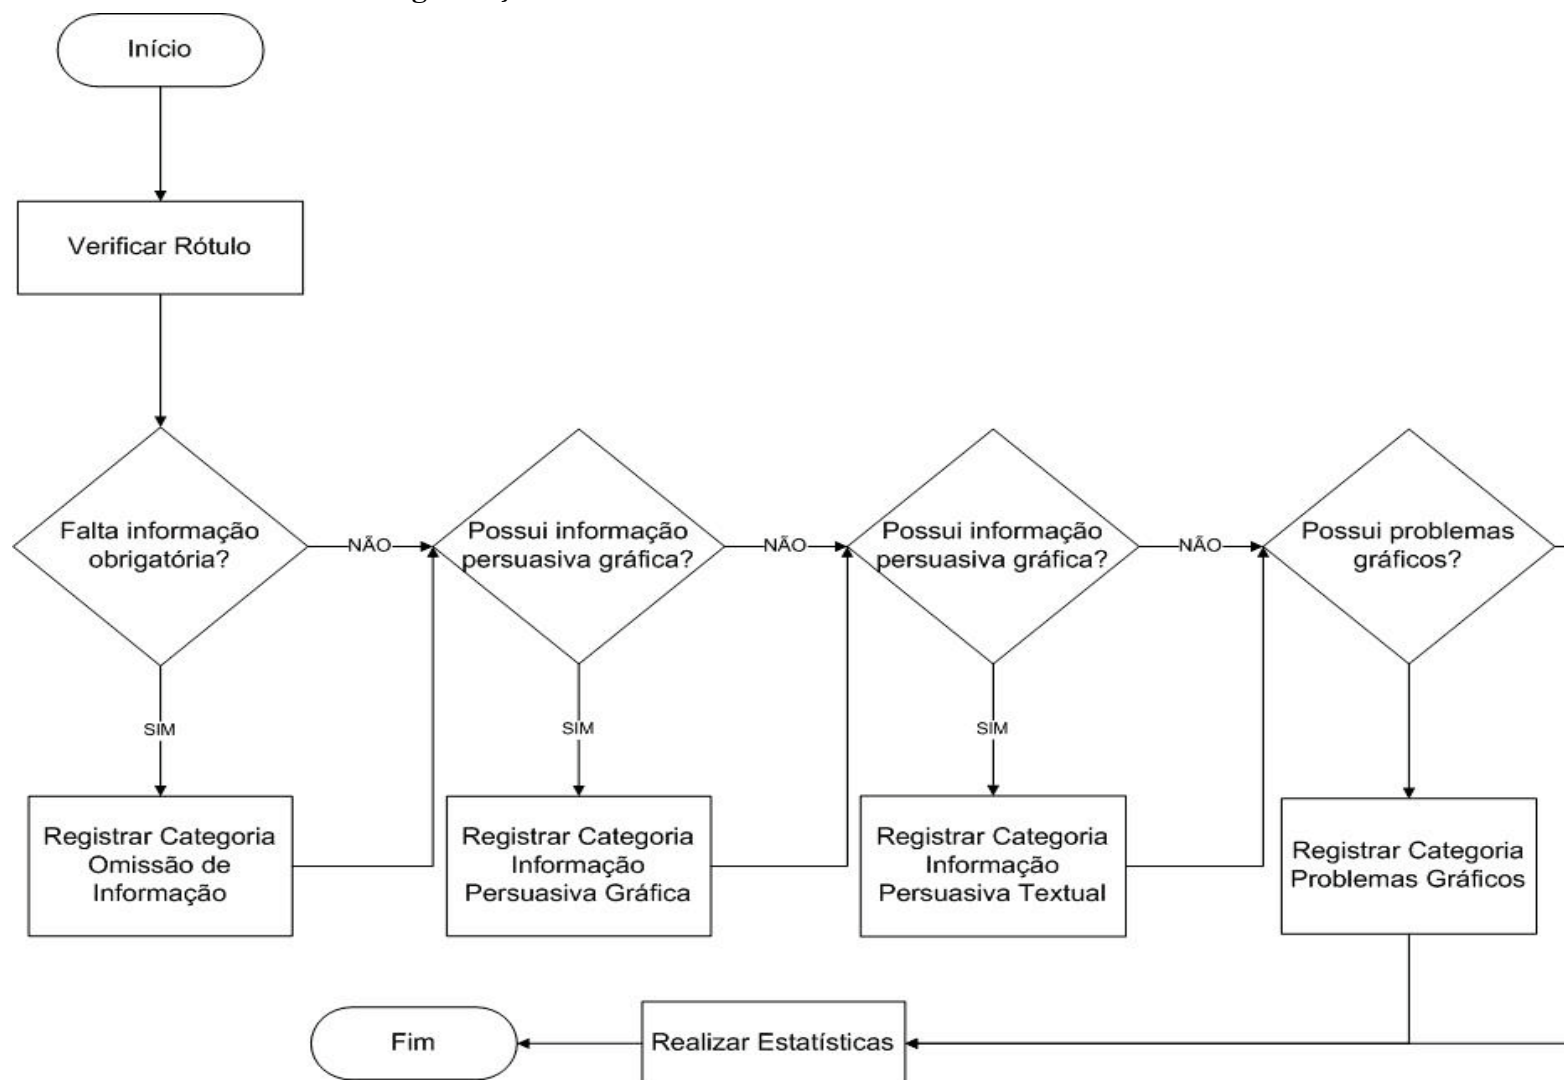 Início
Verificar Rótulo
Falta informação
obrigatória?
NÃO
Possui informação
persuasiva gráfica?
NÃO
Possui informação
persuasiva gráfica?
NÃO
Possui problemas
gráficos?
SIM
SIM
SIM
Registrar Categoria
Omissão de
Informação
Registrar Categoria
Informação
Persuasiva Gráfica
Registrar Categoria
Informação
Persuasiva Textual
Registrar Categoria
Problemas Gráficos
Fim
Realizar Estatísticas